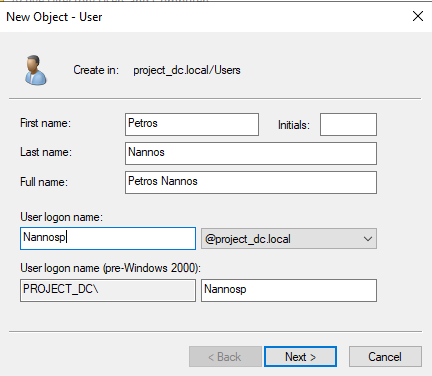 New Object - User
Create in: project_dc.local/Users
First name: Petros Initials:
Last name: Nannos
Full name: Petros Nannos
User logon name:
Nannosp @project_dc.local
User logon name (pre-Windows 2000):
PROJECT_DC\ Nannosp
< Back Next > Cancel